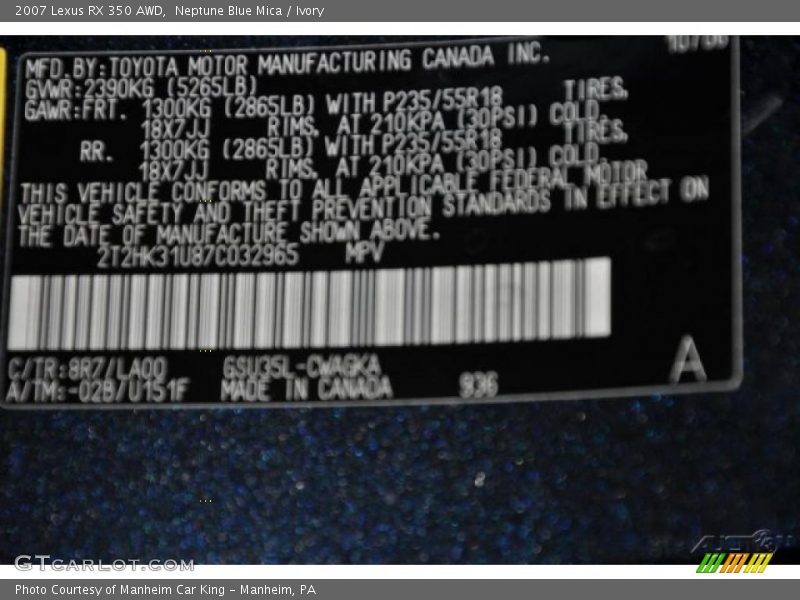 2007 Lexus RX 350 AWD, Neptune Blue Mica / Ivory
10/06
MFD.BY:TOYOTA MOTOR MANUFACTURING CANADA INC.
GVWR:2390KG (5265LB)
GAWR:FRT. 1300KG (2865LB) WITH P235/55R18 TIRES,
18X7JJ RIMS, AT 210KPA (30PSI) COLD
RR. 1300KG (2865LB) WITH P235/55R18 TIRES,
18X7JJ RIMS, AT 210KPA (30PSI) COLD.
THIS VEHICLE CONFORMS TO ALL APPLICABLE FEDERAL MOTOR
VEHICLE SAFETY AND THEFT PREVENTION STANDARDS IN EFFECT ON
THE DATE OF MANUFACTURE SHOWN ABOVE.
2T2HK31U87C032965 MPV
C/TR:8R7/LA00 GSU35L-CWAGKA
A/TM:-02B/U151F MADE IN CANADA 936
A
GTCARLOT.COM
Photo Courtesy of Manheim Car King - Manheim, PA